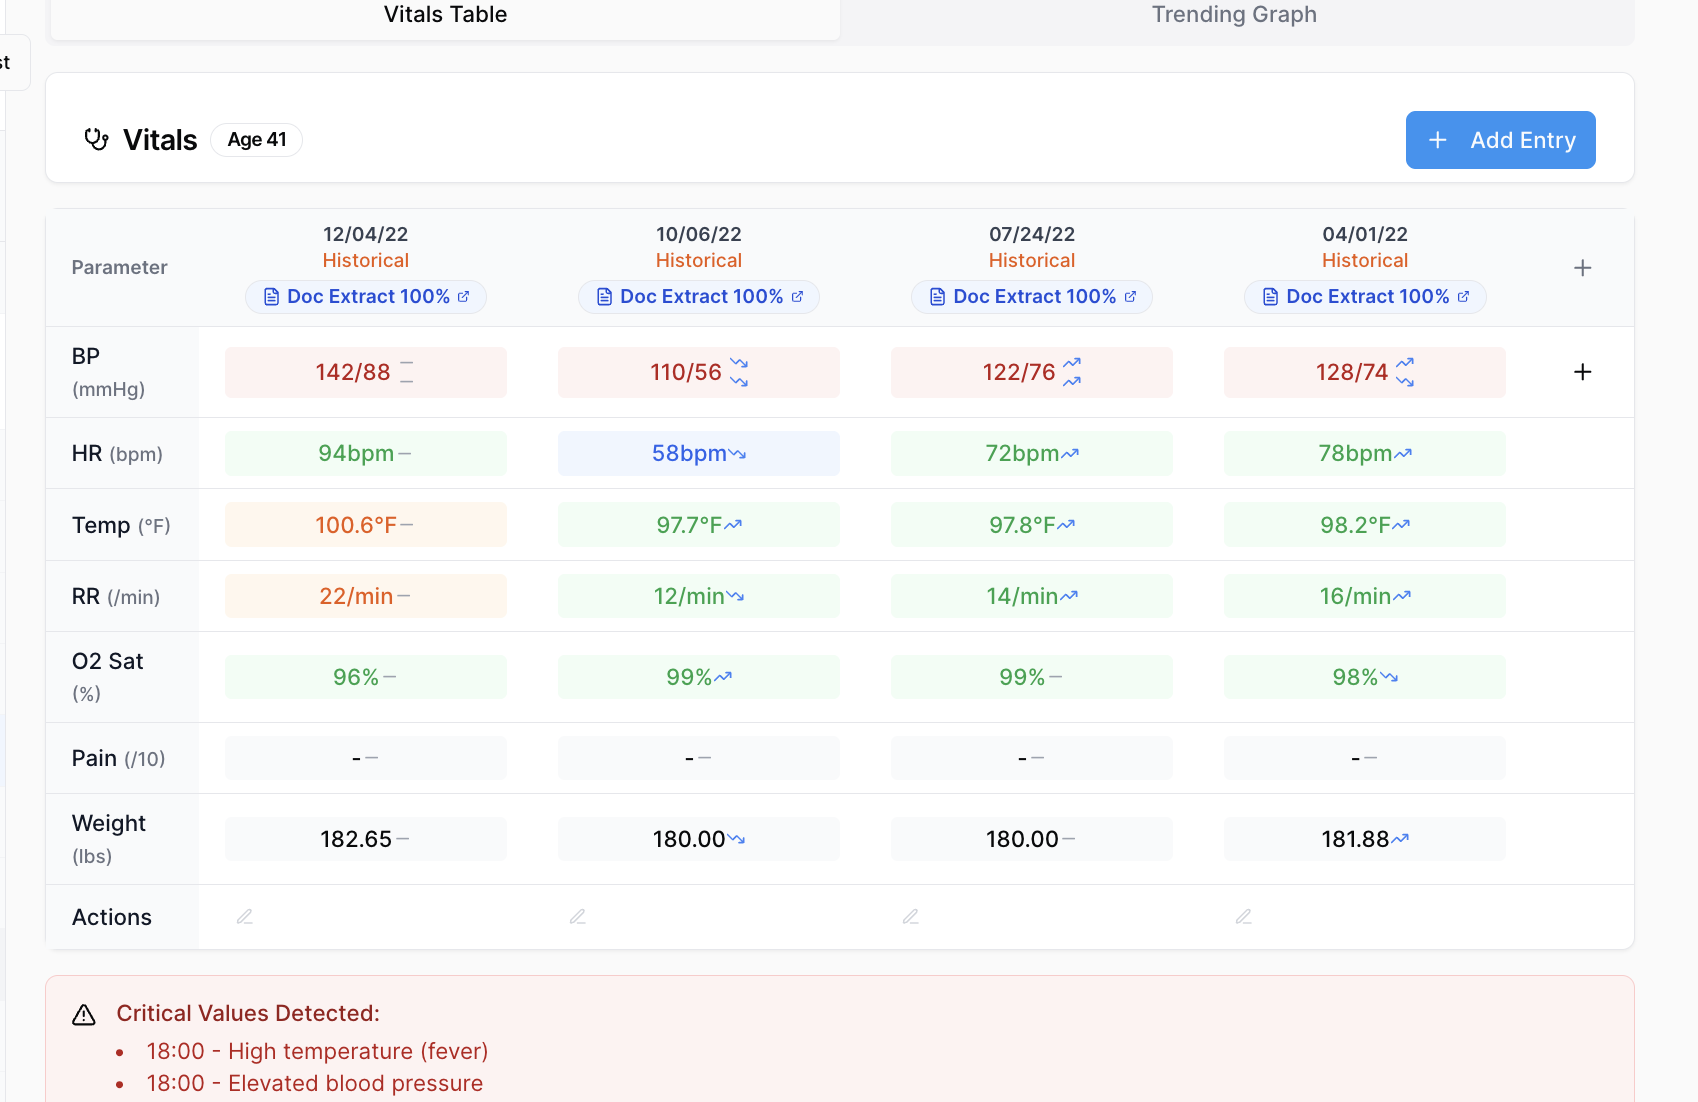 Vitals Table
Trending Graph
st
Vitals
Age 41
+ Add Entry
Parameter
12/04/22
Historical
Doc Extract 100%
10/06/22
Historical
Doc Extract 100%
07/24/22
Historical
Doc Extract 100%
04/01/22
Historical
Doc Extract 100%
+
BP
(mmHg)
142/88
110/56
122/76
128/74
+
HR (bpm)
94bpm
58bpm
72bpm
78bpm
Temp (°F)
100.6°F
97.7°F
97.8°F
98.2°F
RR (/min)
22/min
12/min
14/min
16/min
O2 Sat
(%)
96%
99%
99%
98%
Pain (/10)
-
-
-
-
Weight
(lbs)
182.65
180.00
180.00
181.88
Actions
Critical Values Detected:
• 18:00 - High temperature (fever)
• 18:00 - Elevated blood pressure